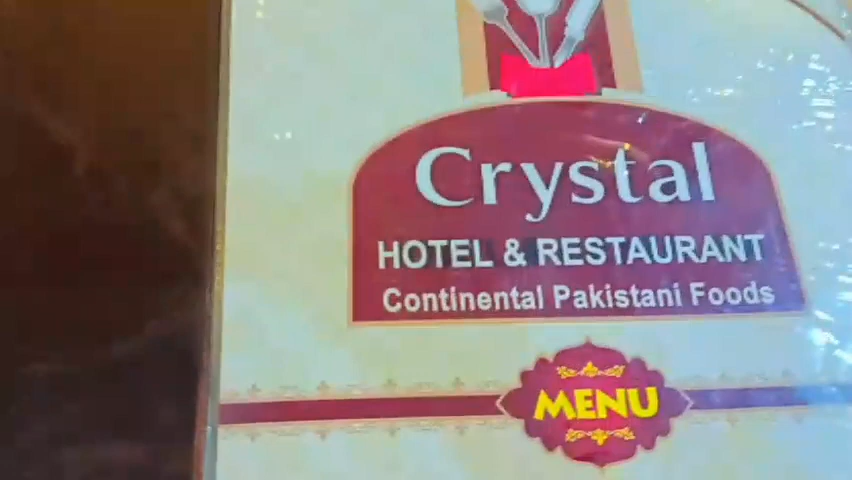 Crystal
HOTEL & RESTAURANT
Continental Pakistani Foods
MENU